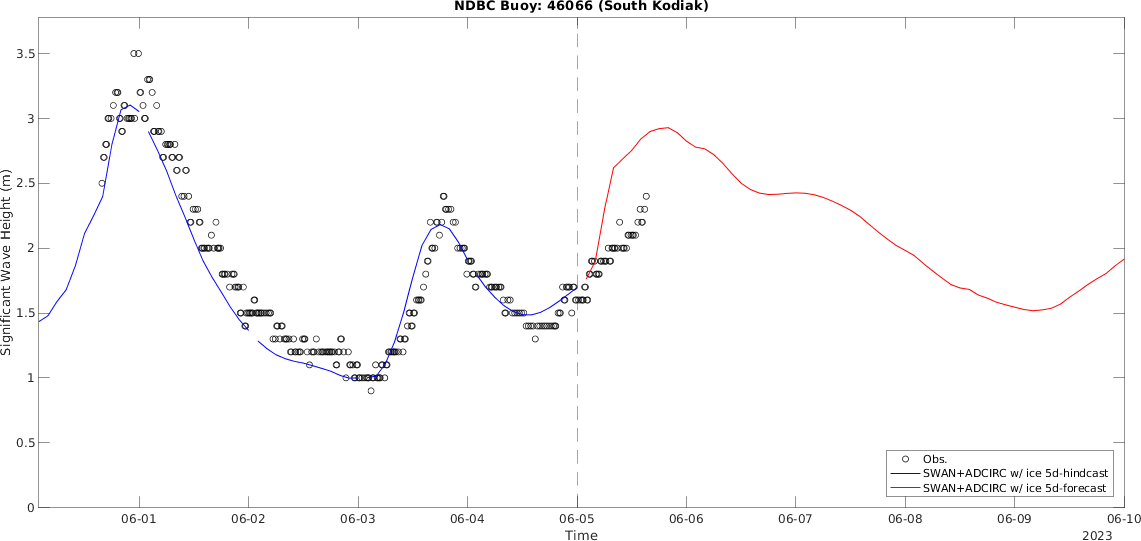 NDBC Buoy: 46066 (South Kodiak)
Significant Wave Height (m)
3.5
3
2.5
2
1.5
1
0.5
0
Obs.
SWAN+ADCIRC w/ ice 5d-hindcast
SWAN+ADCIRC w/ ice 5d-forecast
06-01 06-02 06-03 06-04 06-05 06-06 06-07 06-08 06-09 06-10
Time
2023